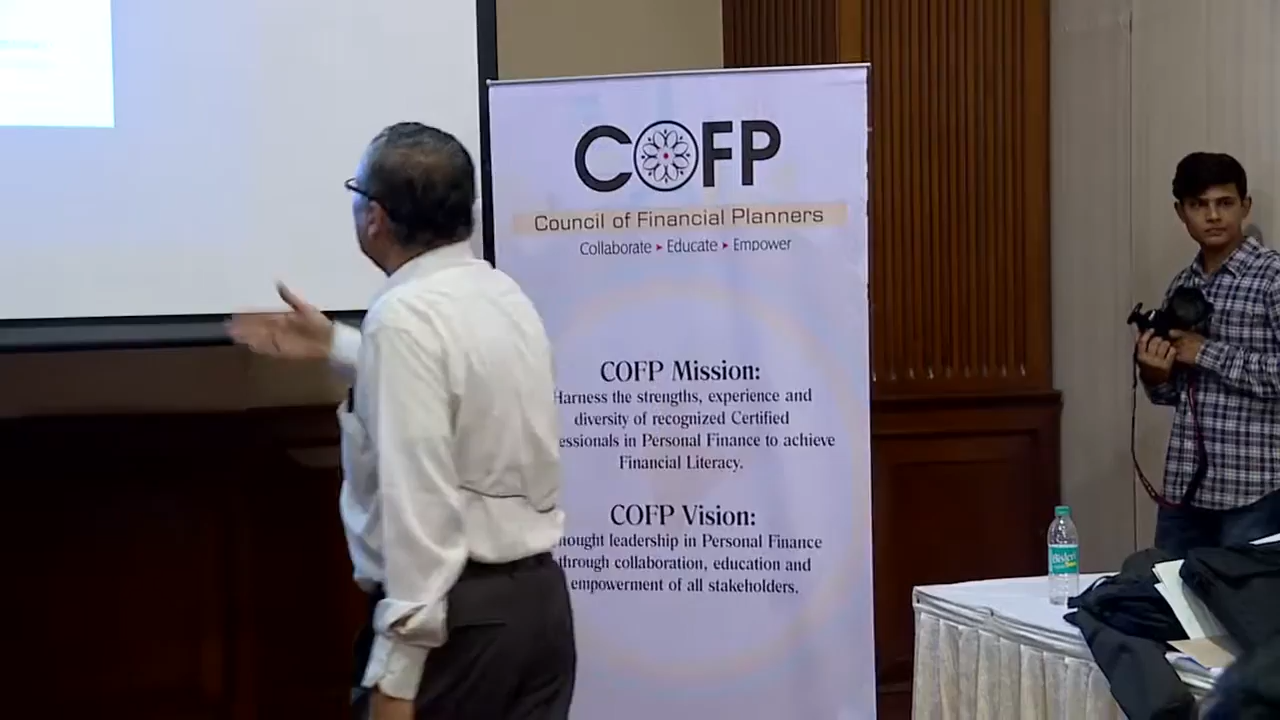 COFP
Council of Financial Planners
Collaborate ▸ Educate ▸ Empower
COFP Mission:
Harness the strengths, experience and
diversity of recognized Certified
in Personal Finance to achieve
Financial Literacy.
COFP Vision:
leadership in Personal Finance
through collaboration, education and
empowerment of all stakeholders.
Bisleri